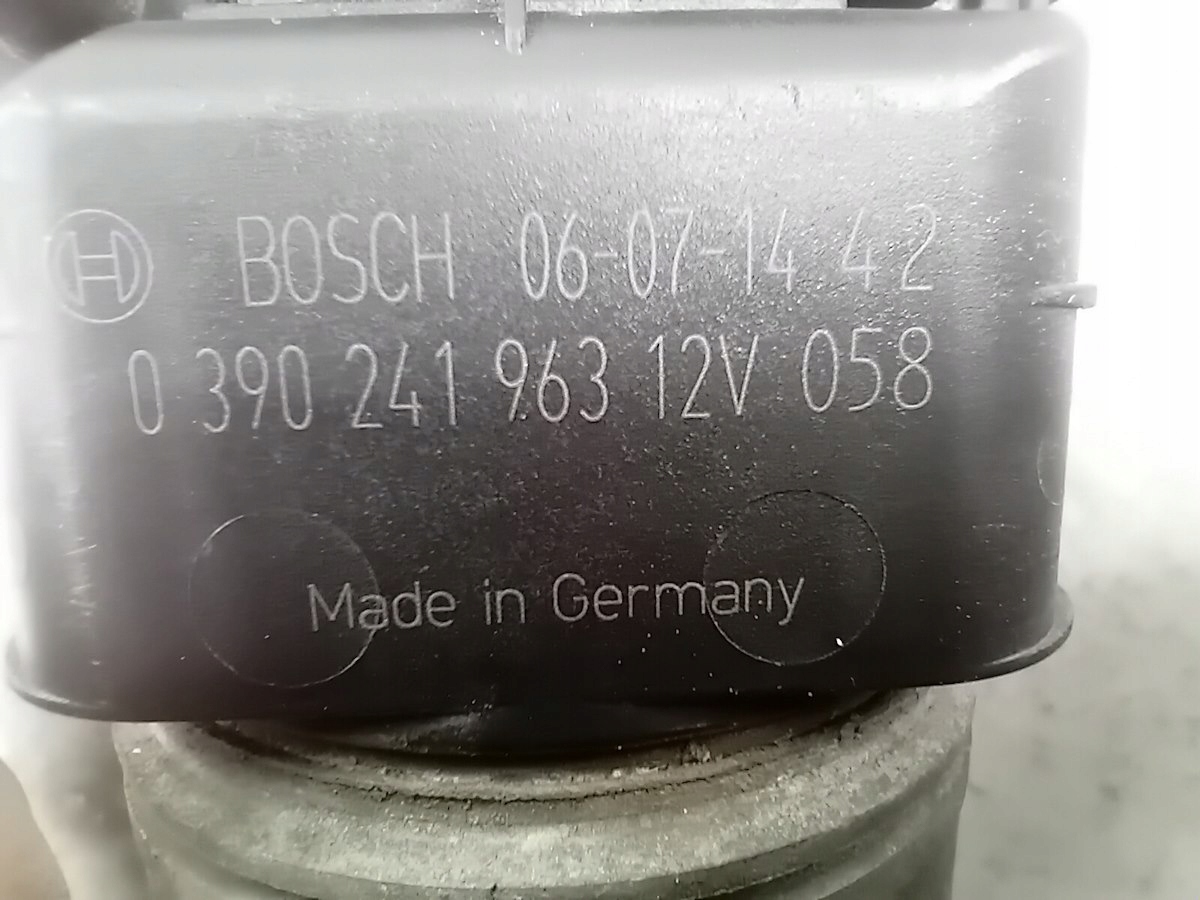 BOSCH 06-07-14 42
0 390 241 963 12V 058
Made in Germany